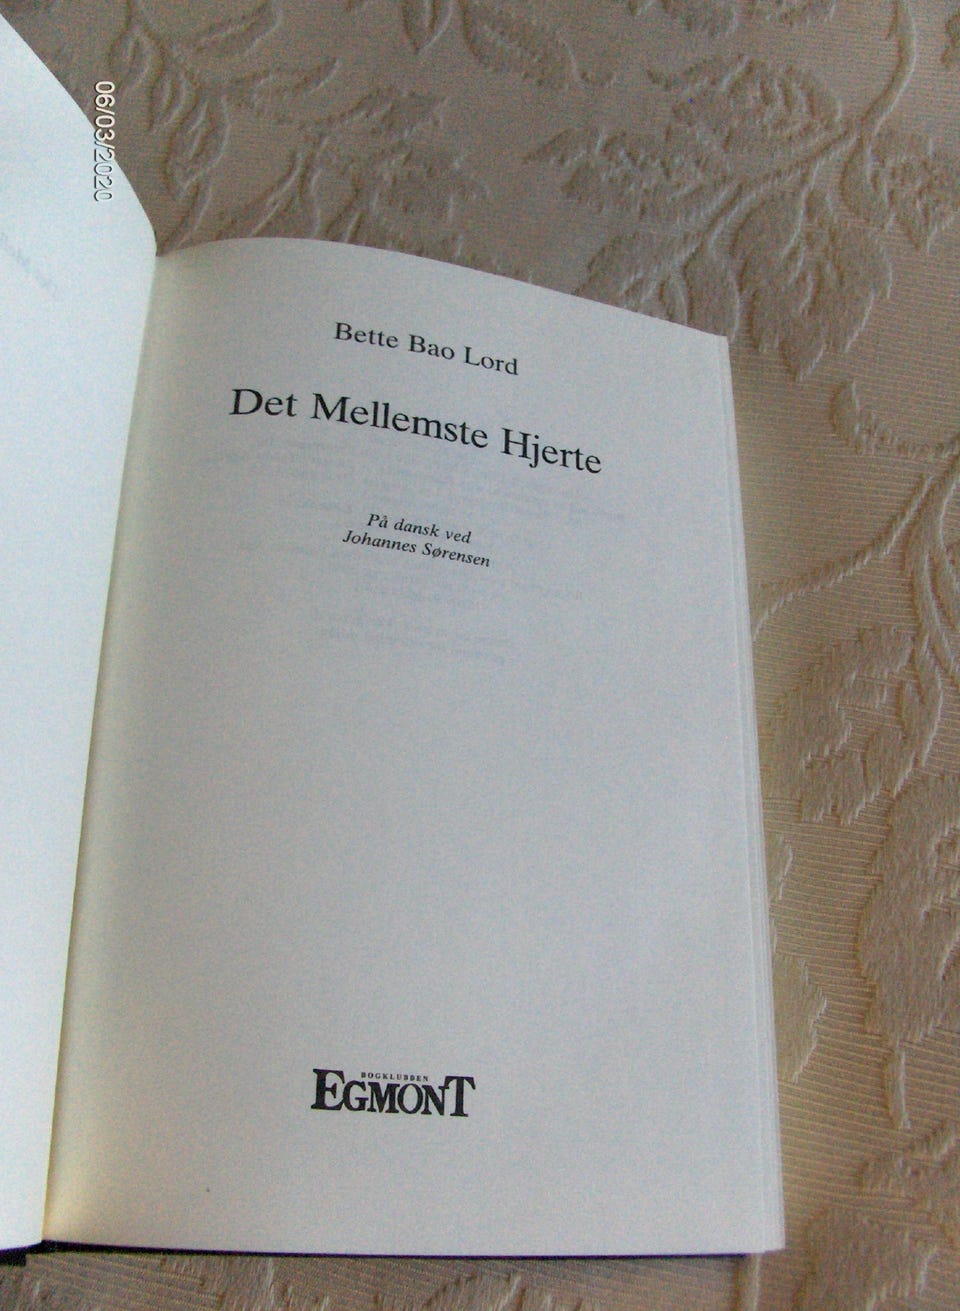 06/03/2020
Bette Bao Lord
Det Mellemste Hjerte
På dansk ved
Johannes Sørensen
BOGKLUBBEN
EGMONT